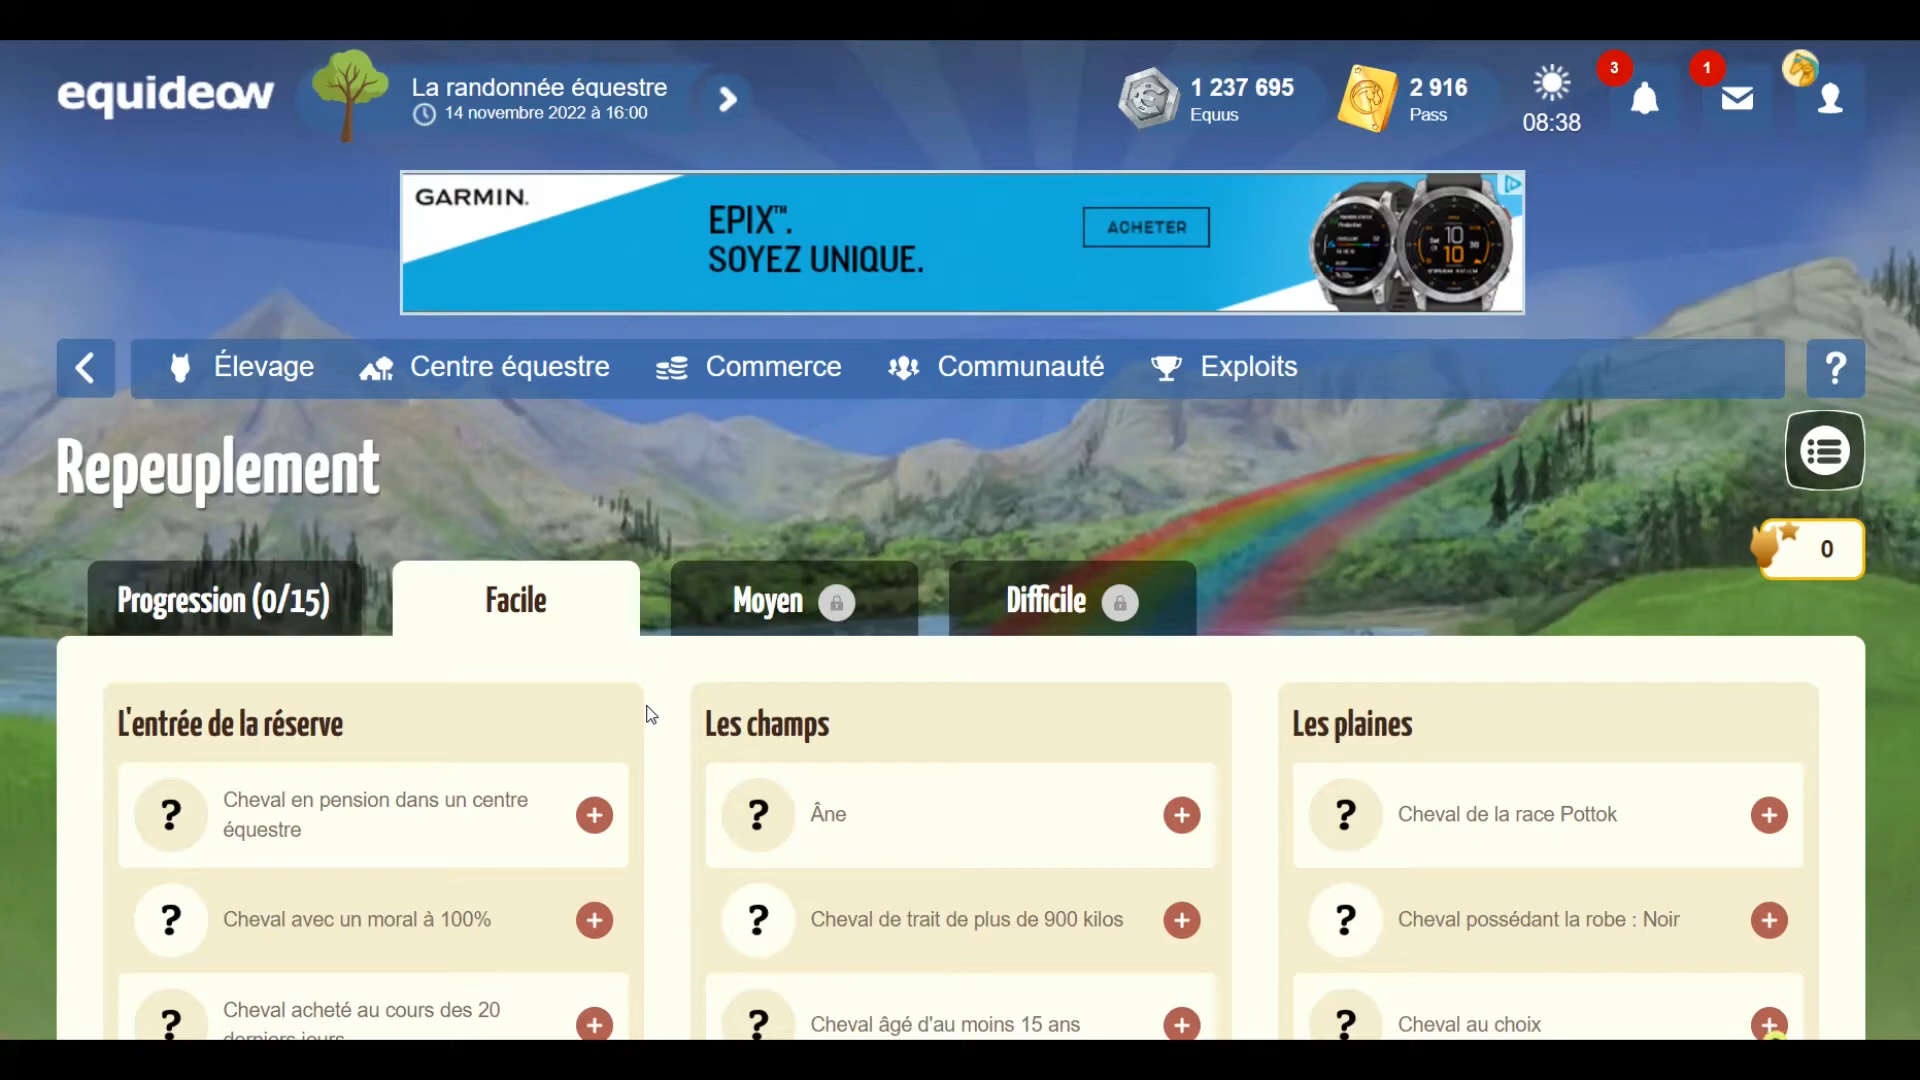 equideow
La randonnée équestre
14 novembre 2022 à 16:00
1 237 695
Equus
2 916
Pass
08:38
3
1
GARMIN.
EPIX™.
SOYEZ UNIQUE.
ACHETER
10
10
Élevage
Centre équestre
Commerce
Communauté
Exploits
?
Repeuplement
0
Progression (0/15)
Facile
Moyen
Difficile
L'entrée de la réserve
? Cheval en pension dans un centre
équestre
+
? Cheval avec un moral à 100% +
? Cheval acheté au cours des 20
derniers jours
+
Les champs
? Âne +
? Cheval de trait de plus de 900 kilos +
? Cheval âgé d'au moins 15 ans +
Les plaines
? Cheval de la race Pottok +
? Cheval possédant la robe : Noir +
? Cheval au choix +